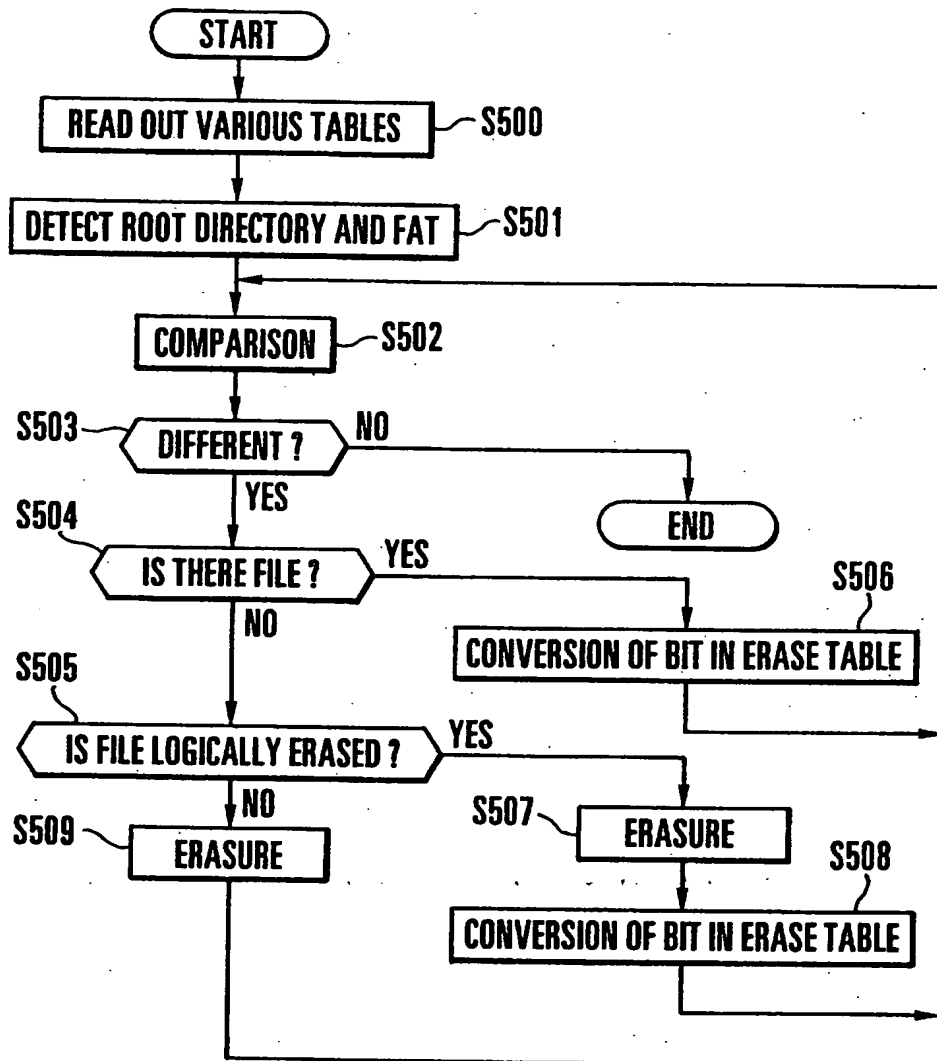 START
READ OUT VARIOUS TABLES
S500
DETECT ROOT DIRECTORY AND FAT
S501
COMPARISON
S502
S503
DIFFERENT ?
NO
YES
END
S504
IS THERE FILE ?
YES
NO
S506
CONVERSION OF BIT IN ERASE TABLE
S505
IS FILE LOGICALLY ERASED ?
YES
NO
S509
ERASURE
S507
ERASURE
S508
CONVERSION OF BIT IN ERASE TABLE